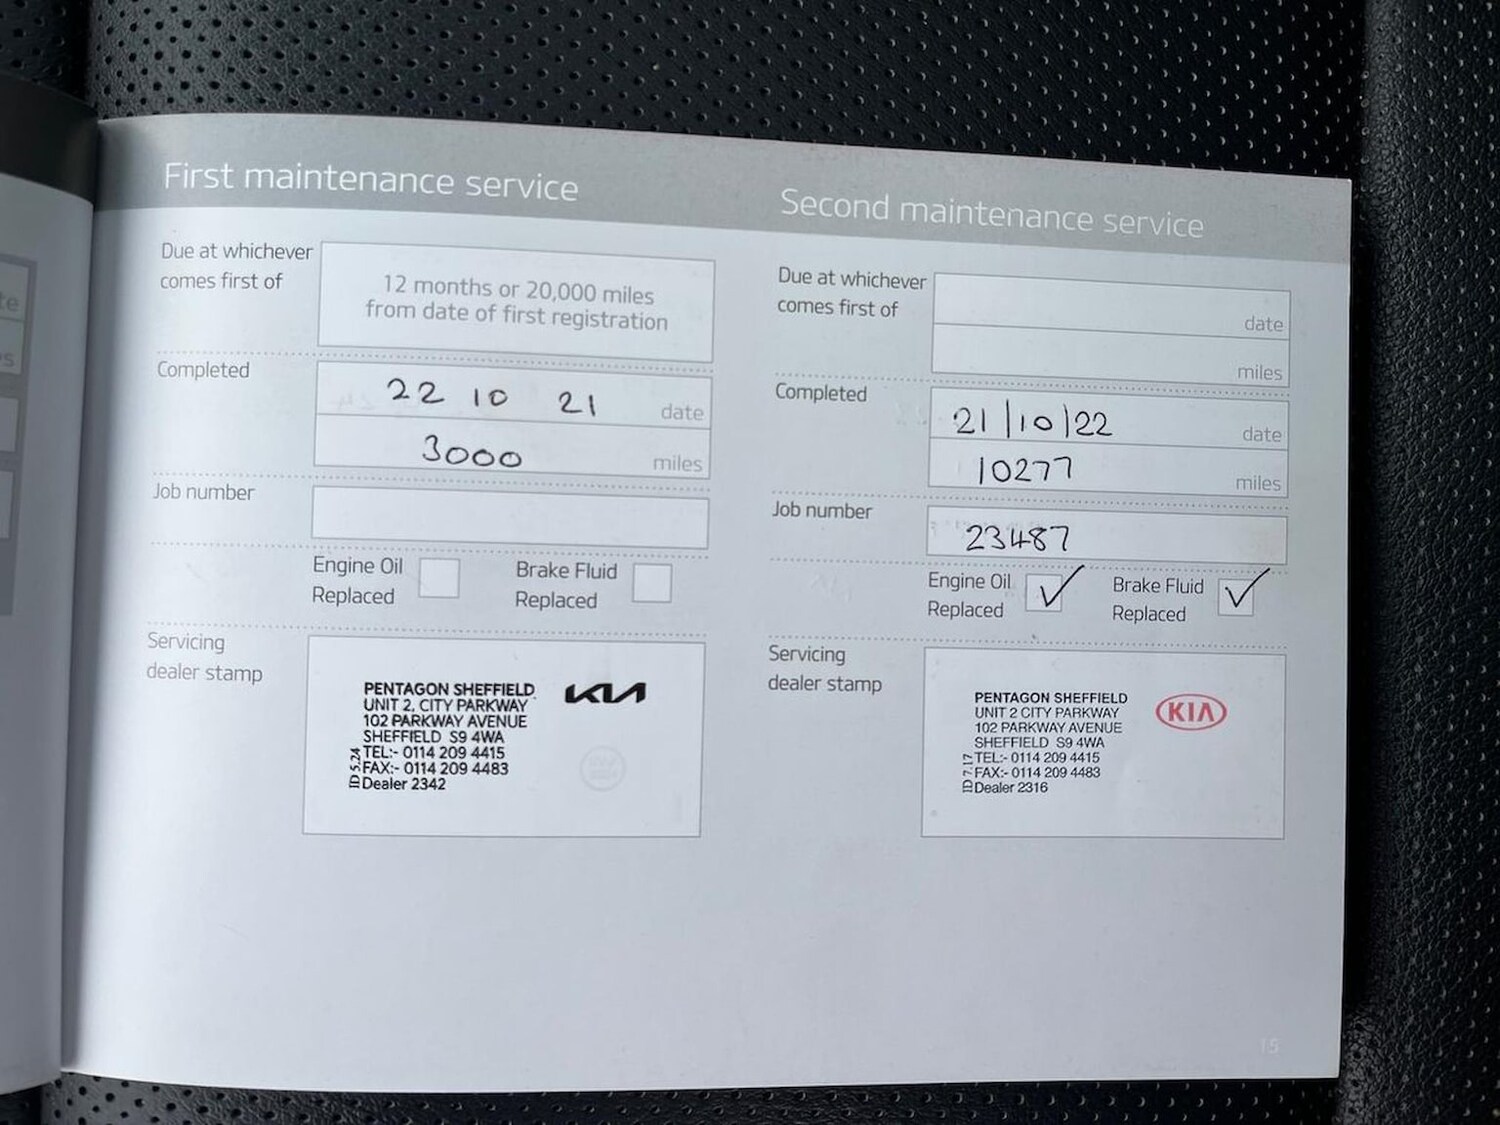 First maintenance service
Due at whichever
comes first of
12 months or 20,000 miles
from date of first registration
Completed
22 10 21 date
3000 miles
Job number
Engine Oil
Replaced
Brake Fluid
Replaced
Servicing
dealer stamp
PENTAGON SHEFFIELD
UNIT 2, CITY PARKWAY
102 PARKWAY AVENUE
SHEFFIELD S9 4WA
TEL:- 0114 209 4415
FAX:- 0114 209 4483
Dealer 2342
ID 5.24
KIA
Second maintenance service
Due at whichever
comes first of
date
miles
Completed
21/10/22 date
10277 miles
Job number
23487
Engine Oil
Replaced
Brake Fluid
Replaced
Servicing
dealer stamp
PENTAGON SHEFFIELD
UNIT 2 CITY PARKWAY
102 PARKWAY AVENUE
SHEFFIELD S9 4WA
TEL:- 0114 209 4415
FAX:- 0114 209 4483
Dealer 2316
ID 7.17
KIA
15